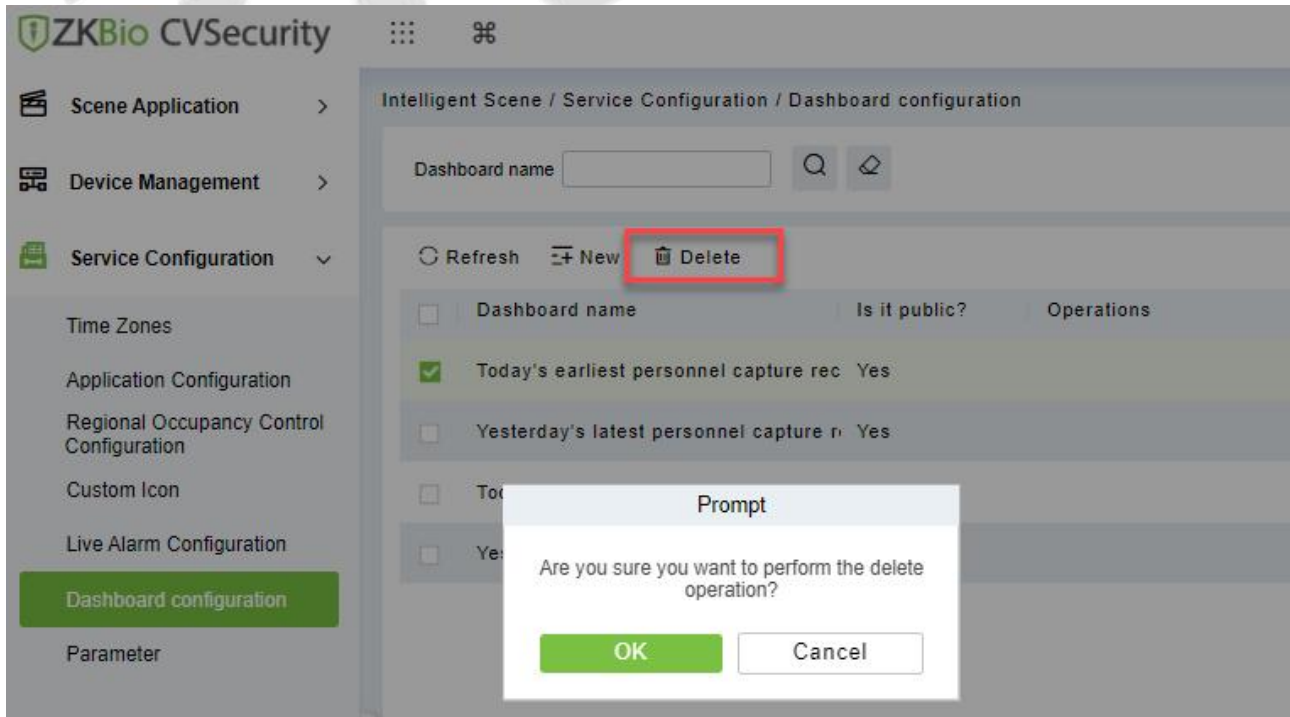 ZKBio CVSecurity
Scene Application
Device Management
Service Configuration
Time Zones
Application Configuration
Regional Occupancy Control
Configuration
Custom Icon
Live Alarm Configuration
Dashboard configuration
Parameter
Intelligent Scene / Service Configuration / Dashboard configuration
Dashboard name
Refresh New Delete
Dashboard name Is it public? Operations
Today's earliest personnel capture rec Yes
Yesterday's latest personnel capture Yes
Prompt
Are you sure you want to perform the delete
operation?
OK Cancel